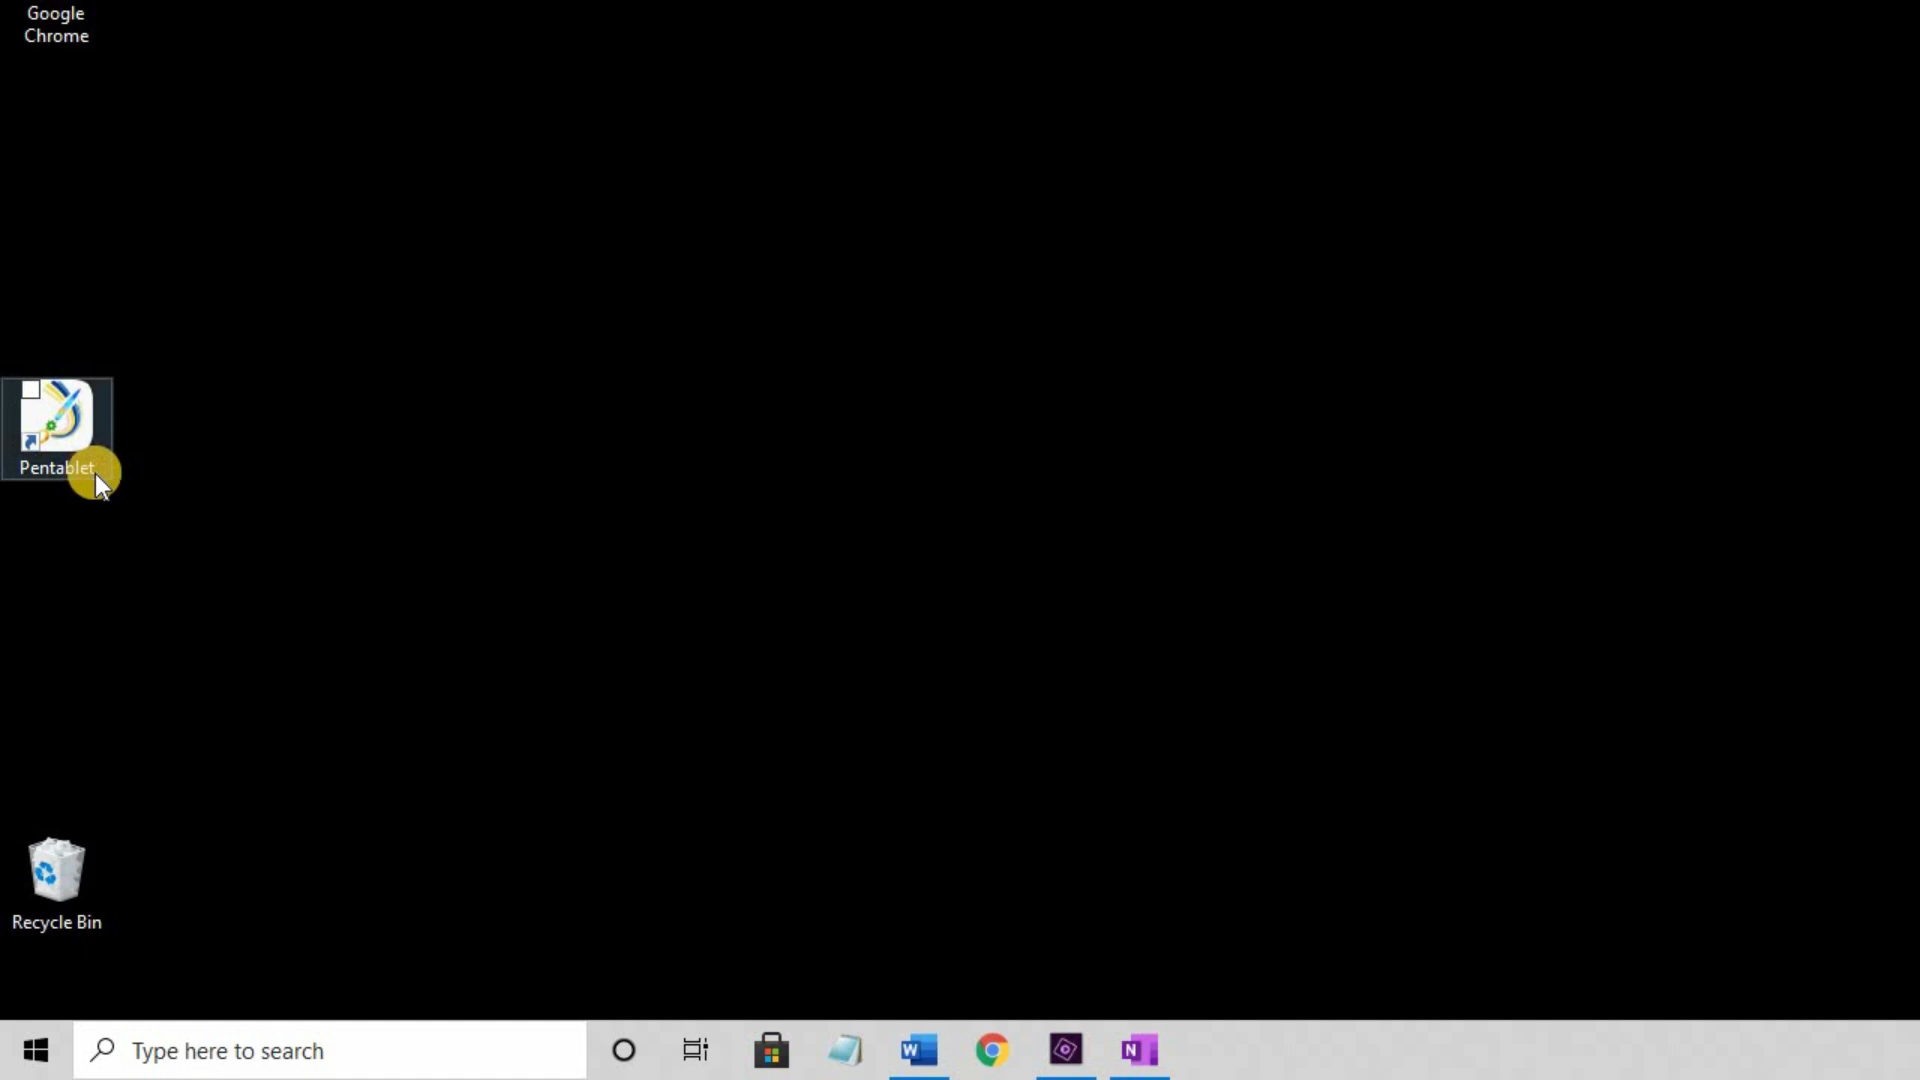 Google
Chrome
Pentablet
Recycle Bin
Type here to search
W
N